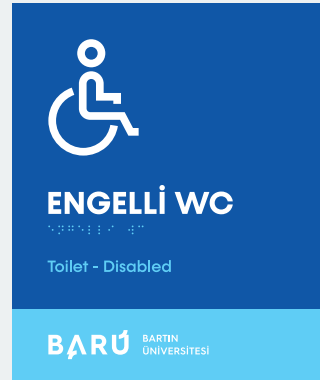 ENGELLİ WC
⠑⠝⠛⠑⠇⠇⠊ ⠺⠉
Toilet - Disabled
BARÜ
BARTIN
ÜNİVERSİTESİ